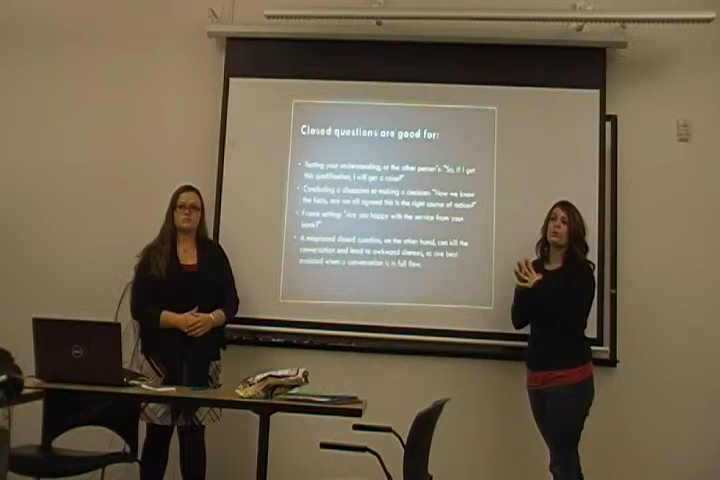 Closed questions are good for:
• Testing your understanding, or the other person's: "So, if I get
this qualification, I will get a raise?"
• Concluding a discussion or making a decision: "Now we know
the facts, are we all agreed this is the right course of action?"
• Frame setting: "Are you happy with the service from your
bank?"
• A misplaced closed question, on the other hand, can kill the
conversation and lead to awkward silences, so are best
avoided when a conversation is in full flow.
DELL